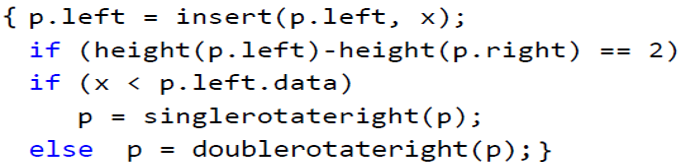 { p.left = insert(p.left, x);
if (height(p.left)-height(p.right) == 2)
if (x < p.left.data)
p = singlerotateright(p);
else p = doublerotateright(p);}